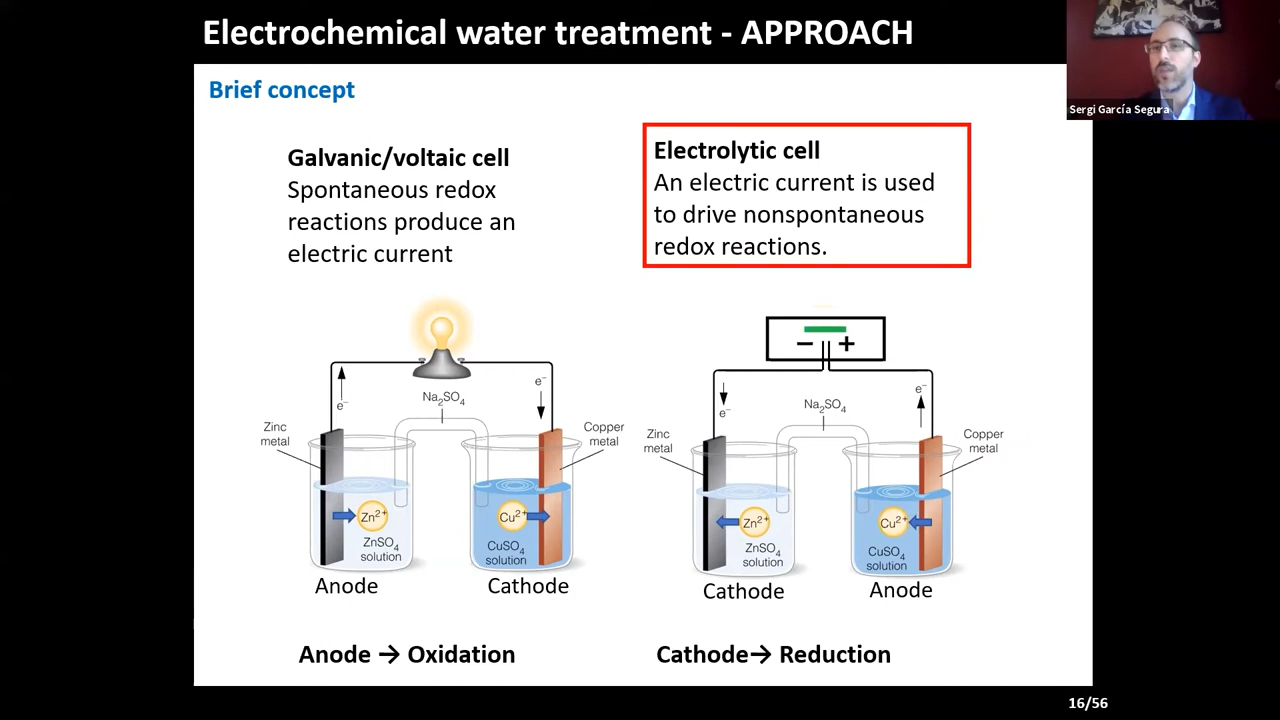 Electrochemical water treatment - APPROACH
Sergi García Segura
Brief concept
Galvanic/voltaic cell
Spontaneous redox
reactions produce an
electric current
Electrolytic cell
An electric current is used
to drive nonspontaneous
redox reactions.
e⁻
e⁻
Na₂SO₄
Zinc
metal
Copper
metal
Zn²⁺
Cu²⁺
ZnSO₄
solution
CuSO₄
solution
Anode
Cathode
− +
e⁻
e⁻
Na₂SO₄
Zinc
metal
Copper
metal
Zn²⁺
Cu²⁺
ZnSO₄
solution
CuSO₄
solution
Cathode
Anode
Anode → Oxidation
Cathode→ Reduction
16/56